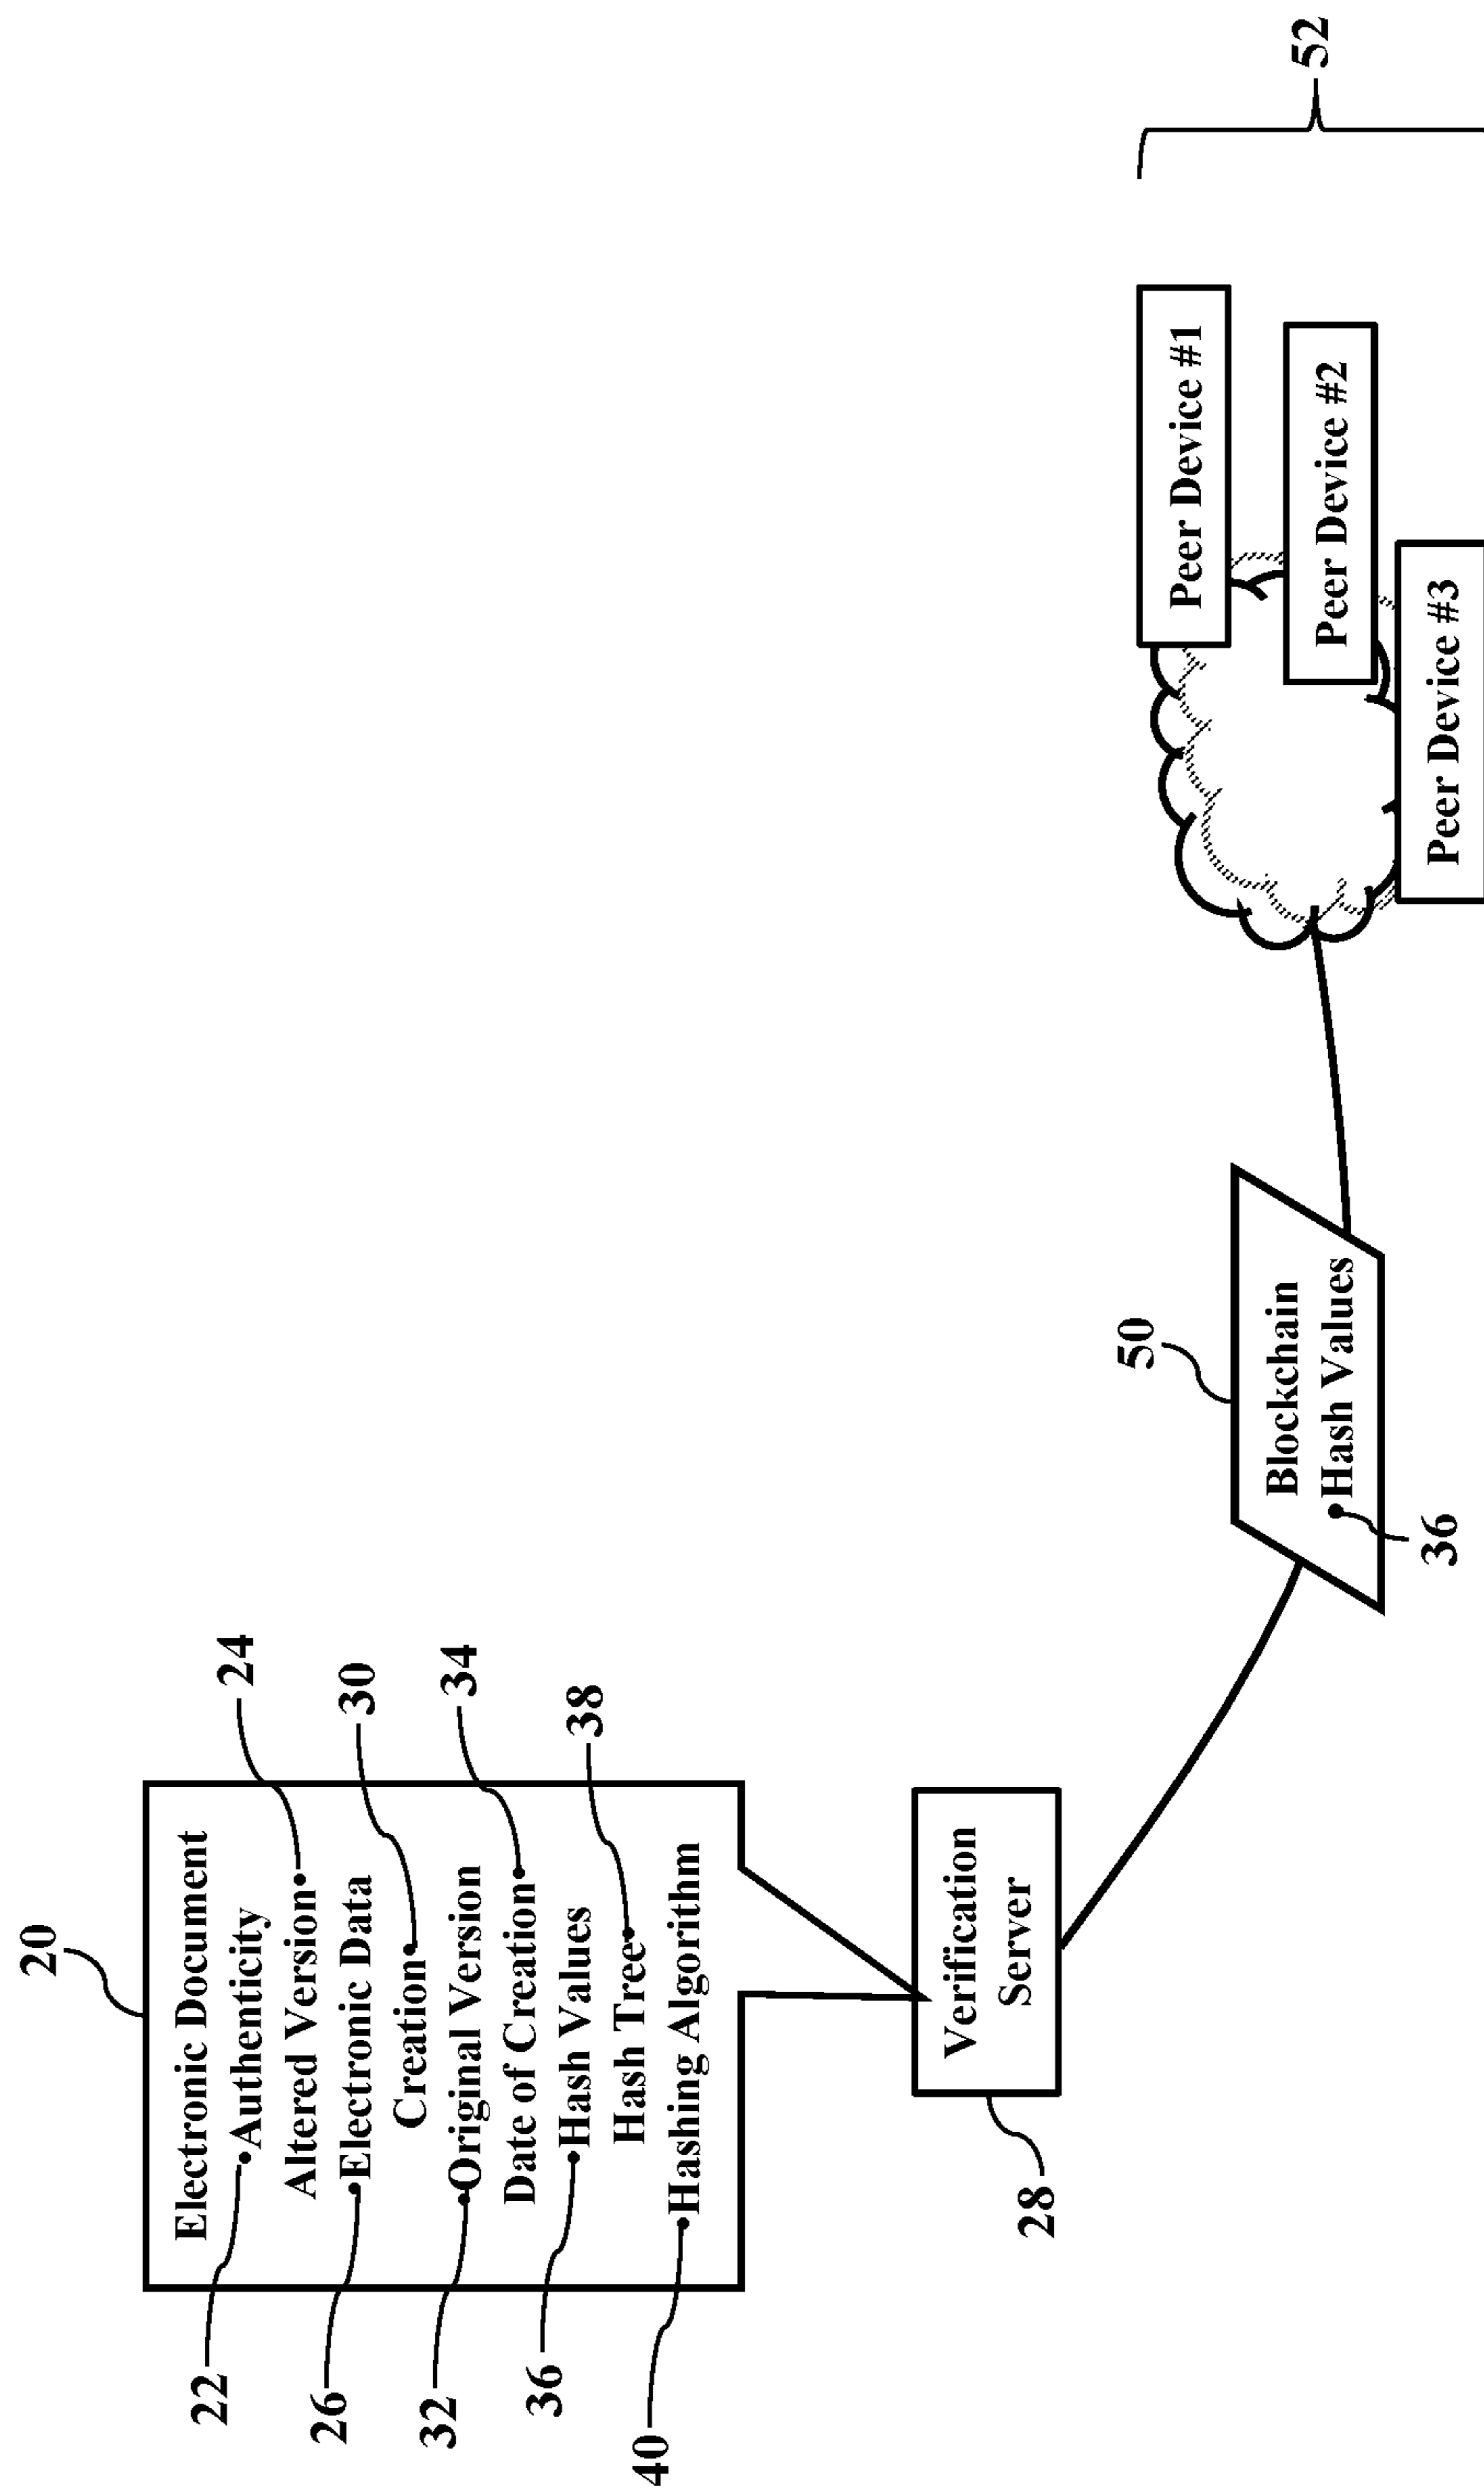 20
Electronic Document
22
Authenticity
24
Altered Version
26
Electronic Data
30
Creation
32
Original Version
34
Date of Creation
36
Hash Values
38
Hash Tree
40
Hashing Algorithm
28
Verification
Server
50
Blockchain
Hash Values
36
52
Peer Device #1
Peer Device #2
Peer Device #3